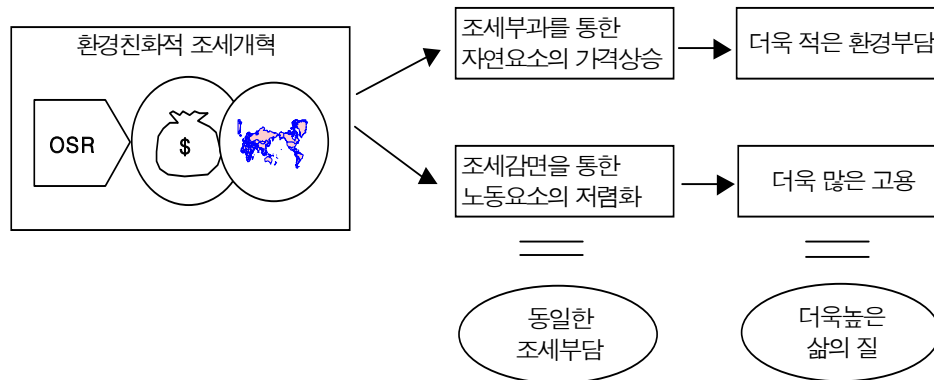 환경친화적 조세개혁
OSR
$
조세부과를 통한
자연요소의 가격상승
더욱 적은 환경부담
조세감면을 통한
노동요소의 저렴화
더욱 많은 고용
동일한
조세부담
더욱높은
삶의 질